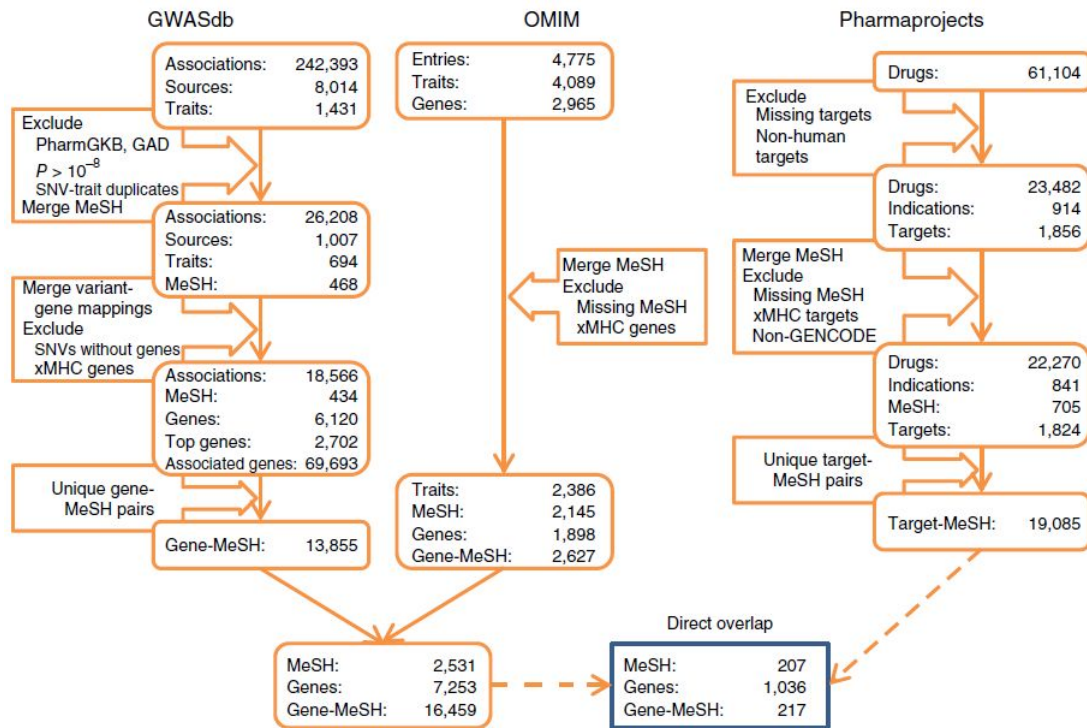 GWASdb
Associations: 242,393
Sources: 8,014
Traits: 1,431
Exclude
PharmGKB, GAD
P > 10⁻⁸
SNV-trait duplicates
Merge MeSH
Associations: 26,208
Sources: 1,007
Traits: 694
MeSH: 468
Merge variant-
gene mappings
Exclude
SNVs without genes
xMHC genes
Associations: 18,566
MeSH: 434
Genes: 6,120
Top genes: 2,702
Associated genes: 69,693
Unique gene-
MeSH pairs
Gene-MeSH: 13,855
OMIM
Entries: 4,775
Traits: 4,089
Genes: 2,965
Merge MeSH
Exclude
Missing MeSH
xMHC genes
Traits: 2,386
MeSH: 2,145
Genes: 1,898
Gene-MeSH: 2,627
Pharmaprojects
Drugs: 61,104
Exclude
Missing targets
Non-human
targets
Drugs: 23,482
Indications: 914
Targets: 1,856
Merge MeSH
Exclude
Missing MeSH
xMHC targets
Non-GENCODE
Drugs: 22,270
Indications: 841
MeSH: 705
Targets: 1,824
Unique target-
MeSH pairs
Target-MeSH: 19,085
MeSH: 2,531
Genes: 7,253
Gene-MeSH: 16,459
Direct overlap
MeSH: 207
Genes: 1,036
Gene-MeSH: 217